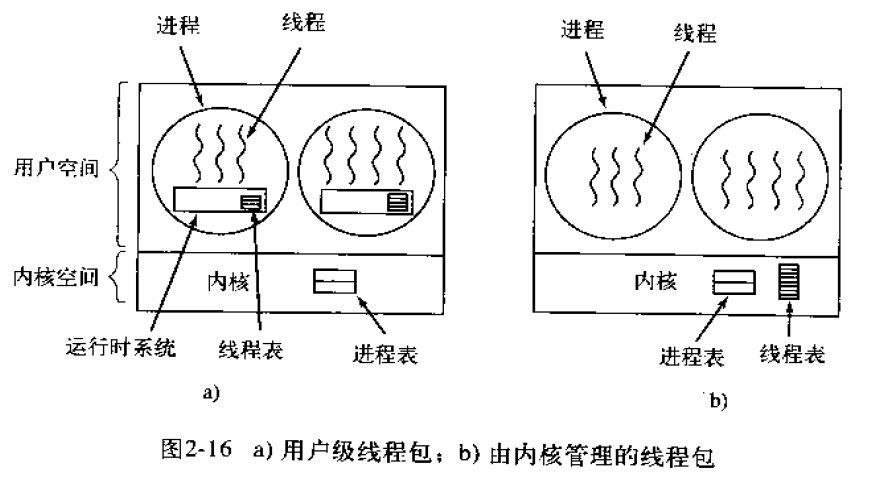 进程
线程
进程
线程
用户空间
内核空间
内核
内核
运行时系统
线程表
进程表
进程表
线程表
a)
b)
图2-16 a) 用户级线程包；b) 由内核管理的线程包